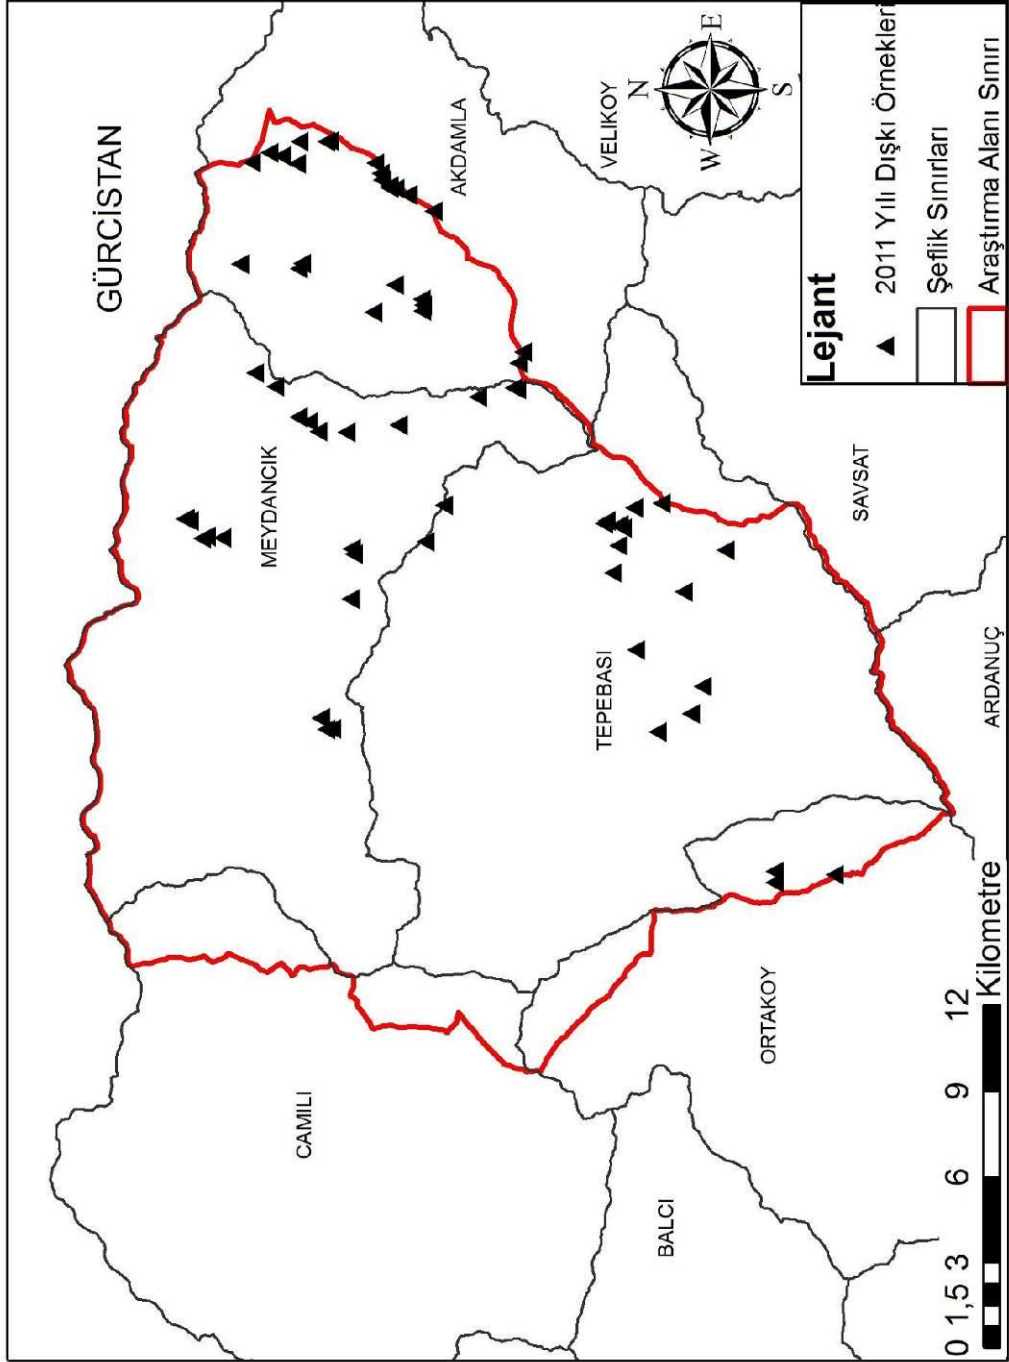 GÜRCİSTAN
AKDAMLA
VELIKOY
MEYDANCIK
CAMILI
TEPEBASI
SAVSAT
ORTAKOY
BALCI
ARDANUÇ
N
E
S
W
Lejant
2011 Yılı Dışkı Örnekleri
Şeflik Sınırları
Araştırma Alanı Sınırı
0 1,5 3 6 9 12
Kilometre